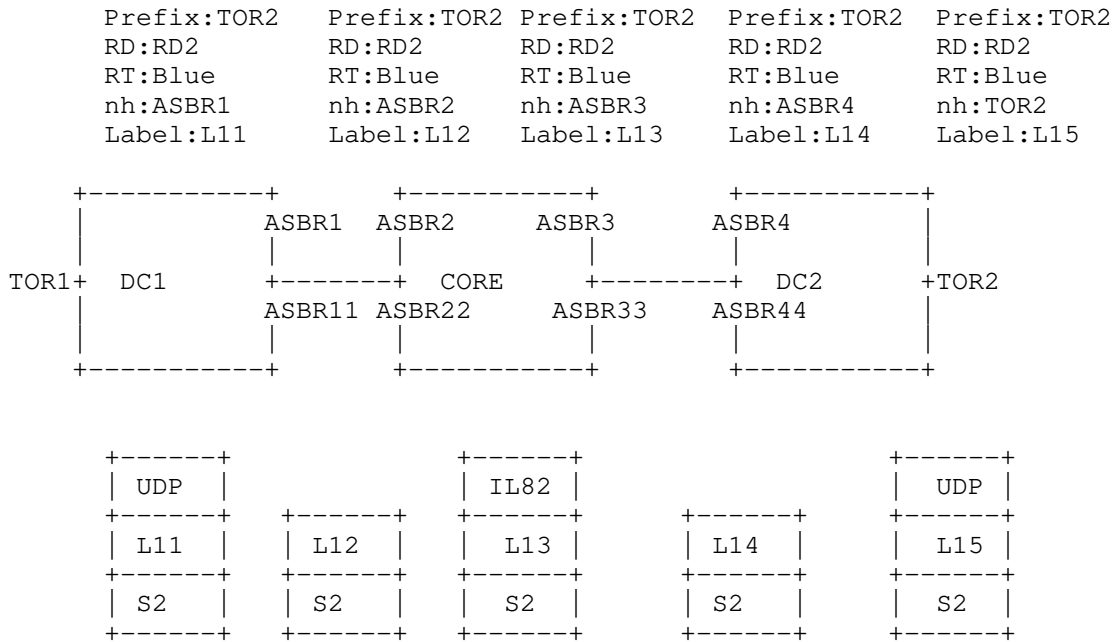 Prefix:TOR2 Prefix:TOR2 Prefix:TOR2 Prefix:TOR2 Prefix:TOR2
RD:RD2 RD:RD2 RD:RD2 RD:RD2 RD:RD2
RT:Blue RT:Blue RT:Blue RT:Blue RT:Blue
nh:ASBR1 nh:ASBR2 nh:ASBR3 nh:ASBR4 nh:TOR2
Label:L11 Label:L12 Label:L13 Label:L14 Label:L15
ASBR1 ASBR2 ASBR3 ASBR4
TOR1 DC1 CORE DC2 TOR2
ASBR11 ASBR22 ASBR33 ASBR44
UDP IL82 UDP
L11 L12 L13 L14 L15
S2 S2 S2 S2 S2